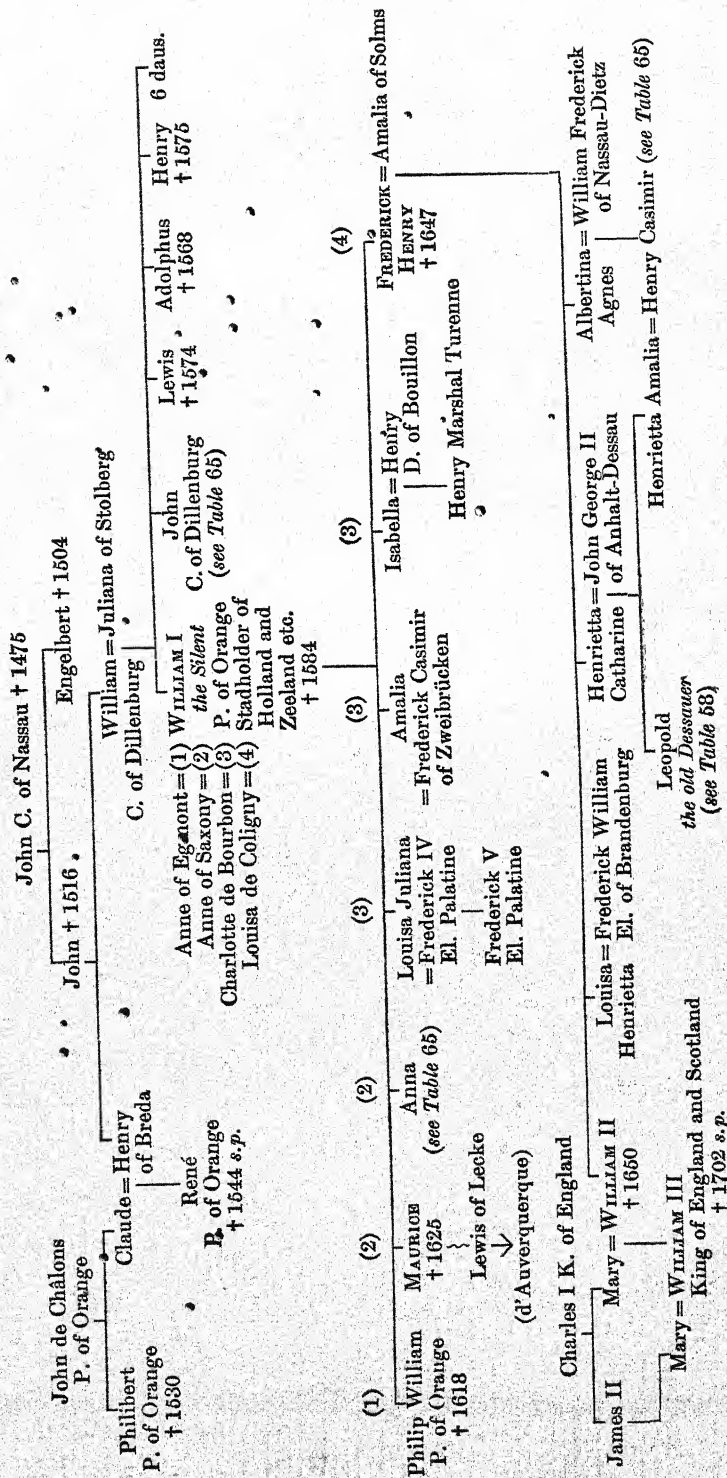 John C. of Nassau † 1475
John † 1516
Engelbert † 1504
John de Châlons
P. of Orange
Philibert
P. of Orange
† 1530
Claude = Henry
of Breda
René
P. of Orange
† 1544 s.p.
William = Juliana of Stolberg
C. of Dillenburg
Anne of Egmont = (1)
Anne of Saxony = (2)
Charlotte de Bourbon = (3)
Louisa de Coligny = (4)
WILLIAM I
the Silent
P. of Orange
Stadholder of
Holland and
Zeeland etc.
† 1584
John
C. of Dillenburg
(see Table 65)
Lewis
† 1574
Adolphus
† 1568
Henry
† 1575
6 daus.
(1)
Philip William
P. of Orange
† 1618
(2)
MAURICE
† 1625
Lewis of Lecke
(d'Auverquerque)
(2)
Anna
(see Table 65)
(3)
Louisa Juliana
= Frederick IV
El. Palatine
Frederick V
El. Palatine
(3)
Amalia
= Frederick Casimir
of Zweibrücken
(3)
Isabella = Henry
D. of Bouillon
Henry Marshal Turenne
(4)
FREDERICK = Amalia of Solms
HENRY
† 1647
Charles I K. of England
James II
Mary = WILLIAM II
† 1650
Mary = WILLIAM III
King of England and Scotland
† 1702 s.p.
Louisa = Frederick William
Henrietta El. of Brandenburg
Henrietta = John George II
Catharine of Anhalt-Dessau
Albertina = William Frederick
Agnes of Nassau-Dietz
Leopold
the old Dessauer
(see Table 58)
Henrietta Amalia = Henry Casimir (see Table 65)